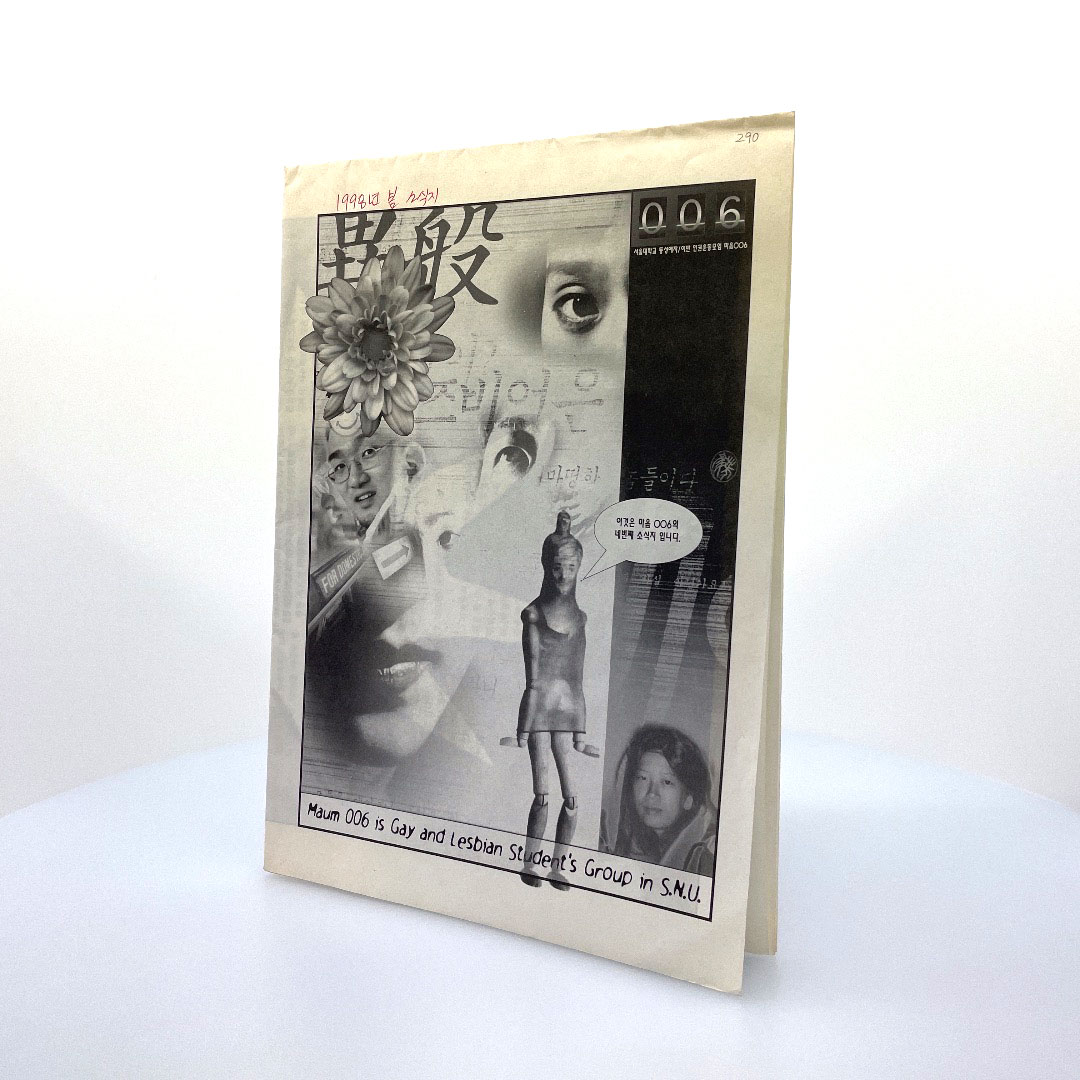 290
1998년 봄 소식지
異般
006
서울대학교 동성애자/이반 인권운동모임 마음006
이것은 마음 006의
네번째 소식지 입니다.
Maum 006 is Gay and Lesbian Student's Group in S.N.U.